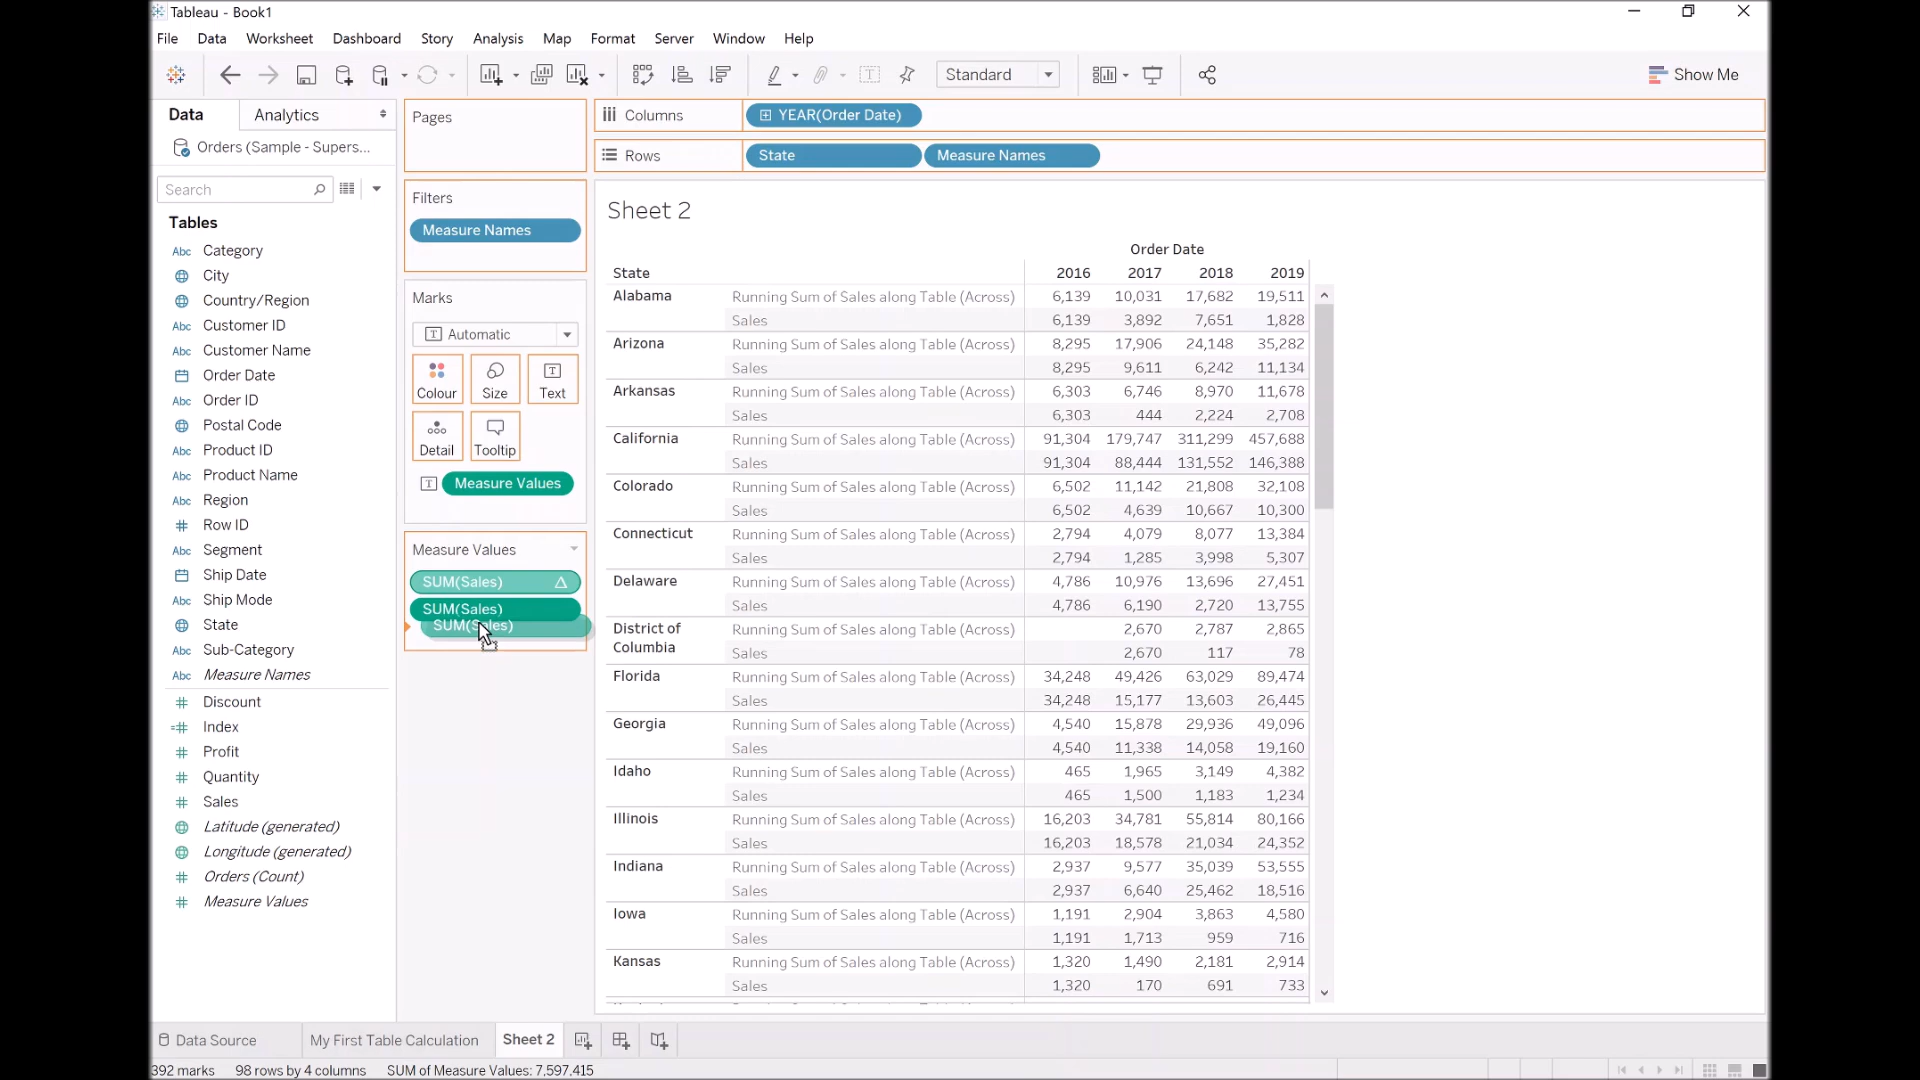 Tableau - Book1
File Data Worksheet Dashboard Story Analysis Map Format Server Window Help
Standard
Show Me
Data Analytics
Orders (Sample - Supers...
Search
Tables
Abc Category
City
Country/Region
Abc Customer ID
Abc Customer Name
Order Date
Abc Order ID
Postal Code
Abc Product ID
Abc Product Name
Abc Region
# Row ID
Abc Segment
Ship Date
Abc Ship Mode
State
Abc Sub-Category
Abc Measure Names
# Discount
=# Index
# Profit
# Quantity
# Sales
Latitude (generated)
Longitude (generated)
# Orders (Count)
# Measure Values
Pages
Filters
Measure Names
Marks
T Automatic
Colour Size Text
Detail Tooltip
T Measure Values
Measure Values
SUM(Sales)
SUM(Sales)
SUM(Sales)
Columns YEAR(Order Date)
Rows State Measure Names
Sheet 2
Order Date
State 2016 2017 2018 2019
Alabama Running Sum of Sales along Table (Across) 6,139 10,031 17,682 19,511
Sales 6,139 3,892 7,651 1,828
Arizona Running Sum of Sales along Table (Across) 8,295 17,906 24,148 35,282
Sales 8,295 9,611 6,242 11,134
Arkansas Running Sum of Sales along Table (Across) 6,303 6,746 8,970 11,678
Sales 6,303 444 2,224 2,708
California Running Sum of Sales along Table (Across) 91,304 179,747 311,299 457,688
Sales 91,304 88,444 131,552 146,388
Colorado Running Sum of Sales along Table (Across) 6,502 11,142 21,808 32,108
Sales 6,502 4,639 10,667 10,300
Connecticut Running Sum of Sales along Table (Across) 2,794 4,079 8,077 13,384
Sales 2,794 1,285 3,998 5,307
Delaware Running Sum of Sales along Table (Across) 4,786 10,976 13,696 27,451
Sales 4,786 6,190 2,720 13,755
District of Columbia Running Sum of Sales along Table (Across) 2,670 2,787 2,865
Sales 2,670 117 78
Florida Running Sum of Sales along Table (Across) 34,248 49,426 63,029 89,474
Sales 34,248 15,177 13,603 26,445
Georgia Running Sum of Sales along Table (Across) 4,540 15,878 29,936 49,096
Sales 4,540 11,338 14,058 19,160
Idaho Running Sum of Sales along Table (Across) 465 1,965 3,149 4,382
Sales 465 1,500 1,183 1,234
Illinois Running Sum of Sales along Table (Across) 16,203 34,781 55,814 80,166
Sales 16,203 18,578 21,034 24,352
Indiana Running Sum of Sales along Table (Across) 2,937 9,577 35,039 53,555
Sales 2,937 6,640 25,462 18,516
Iowa Running Sum of Sales along Table (Across) 1,191 2,904 3,863 4,580
Sales 1,191 1,713 959 716
Kansas Running Sum of Sales along Table (Across) 1,320 1,490 2,181 2,914
Sales 1,320 170 691 733
Data Source My First Table Calculation Sheet 2
392 marks 98 rows by 4 columns SUM of Measure Values: 7,597,415